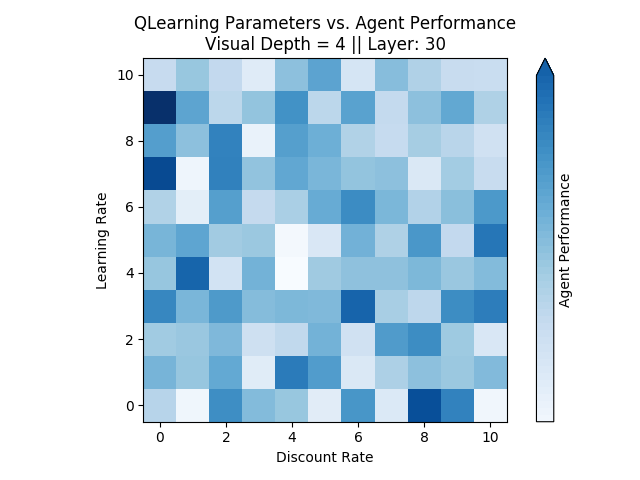 QLearning Parameters vs. Agent Performance
Visual Depth = 4 || Layer: 30
10
8
6
4
2
0
Learning Rate
0 2 4 6 8 10
Discount Rate
Agent Performance